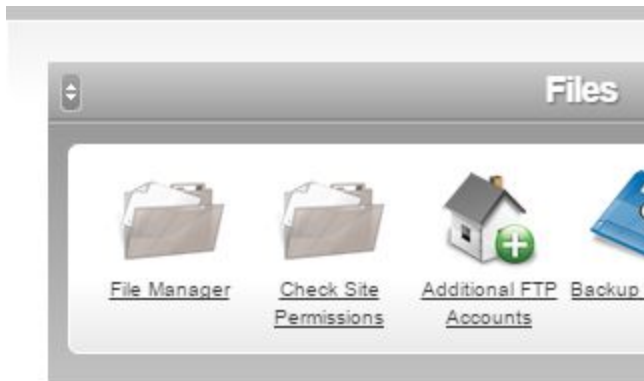 Files
File Manager
Check Site
Permissions
Additional FTP
Accounts
Backup